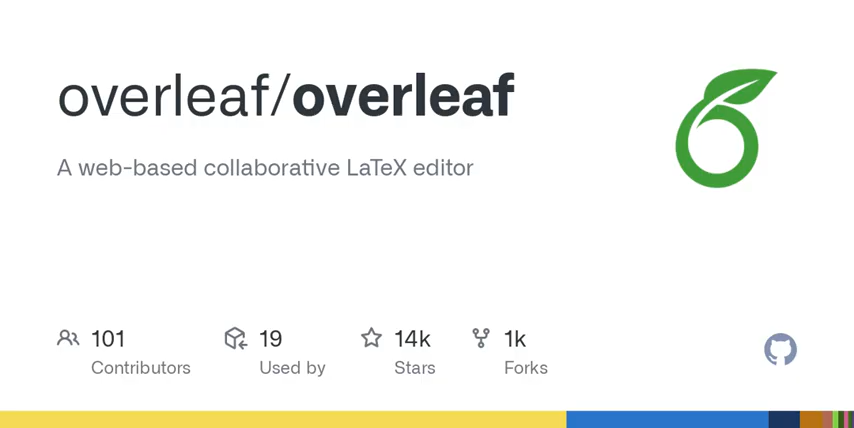 overleaf/overleaf
A web-based collaborative LaTeX editor
101 19 14k 1k
Contributors Used by Stars Forks